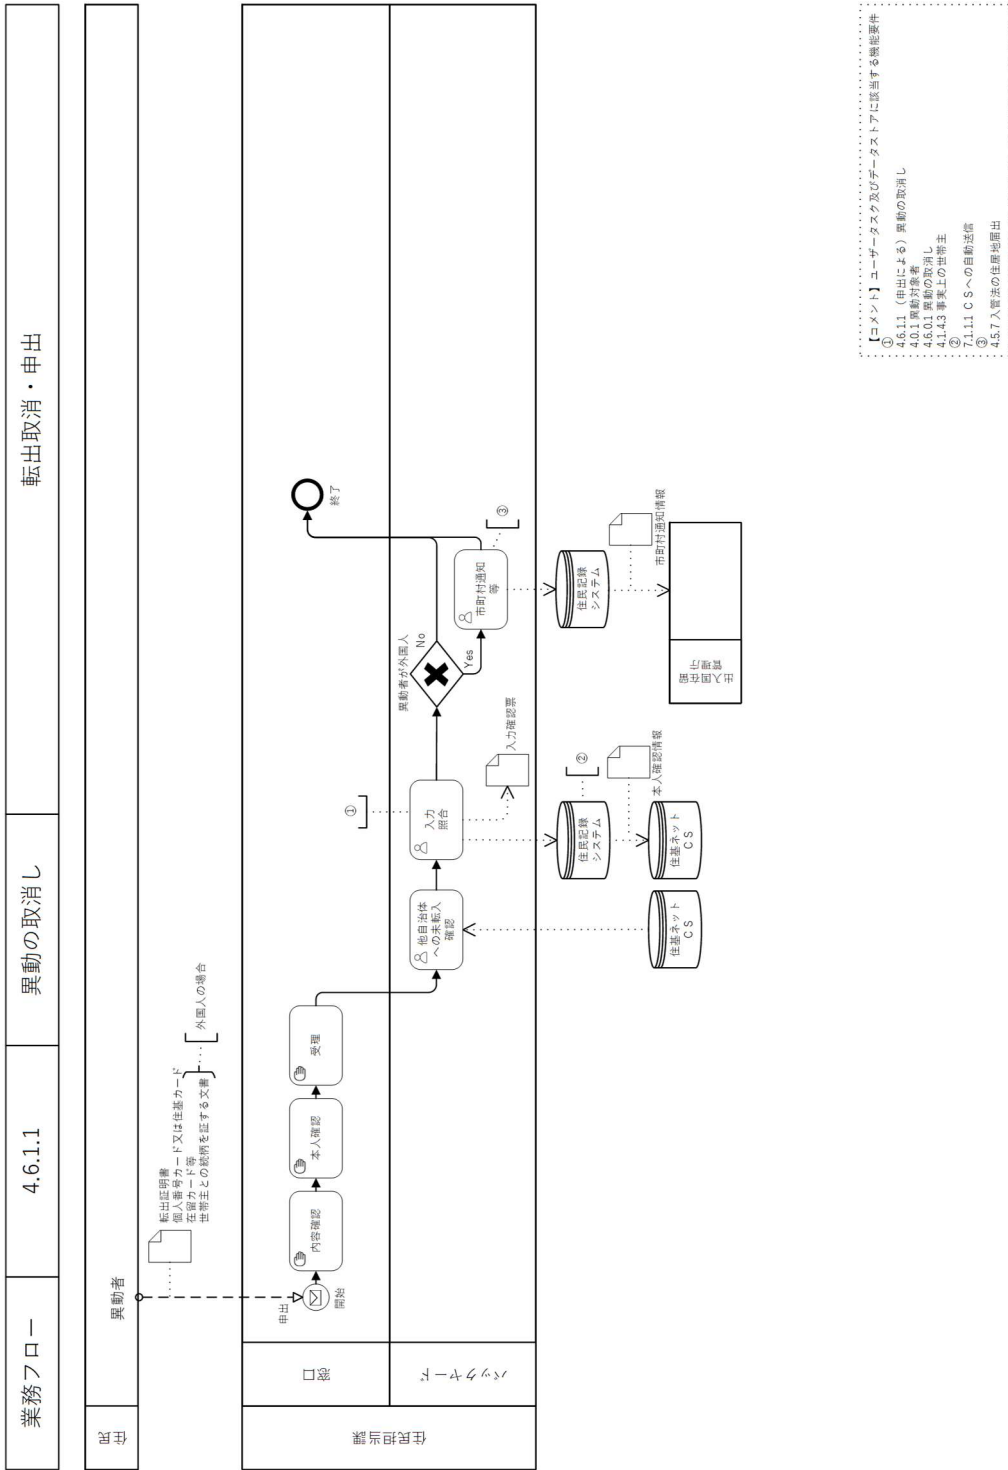 業務フロー
4.6.1.1
異動の取消し
転出取消・申出
住民
異動者
転出証明書
個人番号カード又は住基カード
在留カード等
世帯主との続柄を証する文書
外国人の場合
住民担当課
窓口
申出
開始
内容確認
本人確認
受理
終了
バックヤード
他自治体
への未転入
確認
①
入力
照合
入力確認票
異動者が外国人
No
Yes
市町村通知
等
③
住基ネット
CS
住民記録
システム
②
本人確認情報
住基ネット
CS
住民記録
システム
市町村通知情報
出入国在留
管理庁
【コメント】ユーザータスク及びデータストアに該当する機能要件
①
4.6.1.1 （申出による）異動の取消し
4.0.1 異動対象者
4.6.0.1 異動の取消し
4.1.4.3 事実上の世帯主
②
7.1.1.1 CSへの自動送信
③
4.5.7 入管法の住居地届出